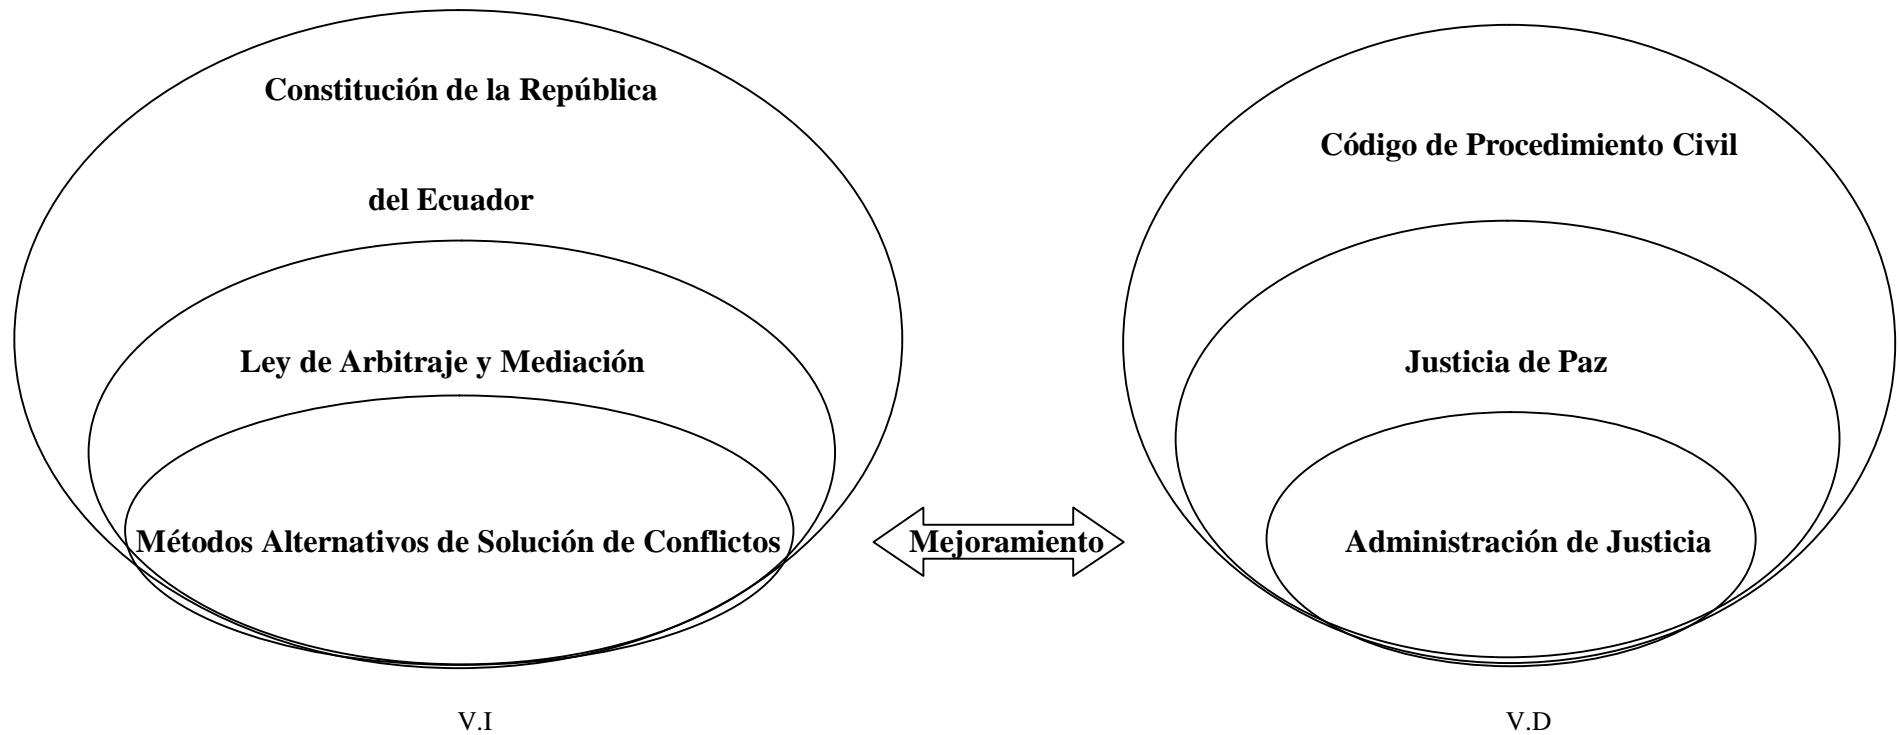 Constitución de la República
del Ecuador
Ley de Arbitraje y Mediación
Métodos Alternativos de Solución de Conflictos
V.I
Mejoramiento
Código de Procedimiento Civil
Justicia de Paz
Administración de Justicia
V.D